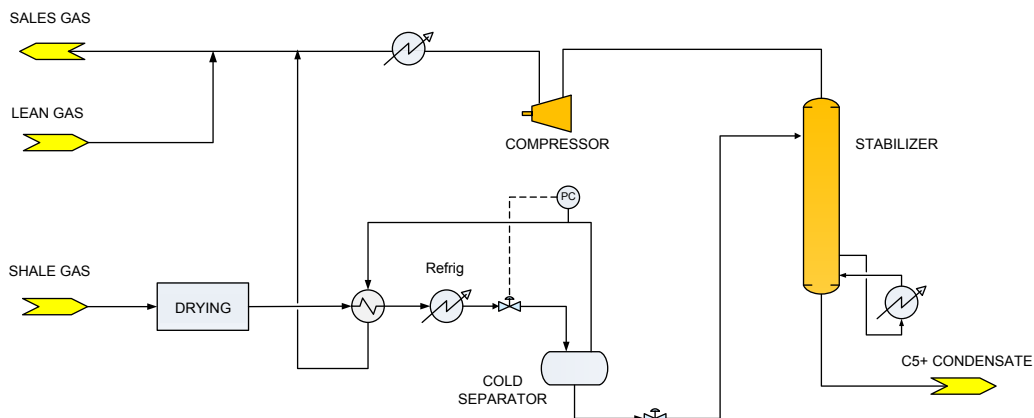 SALES GAS
LEAN GAS
COMPRESSOR
STABILIZER
PC
SHALE GAS
Refrig
DRYING
COLD
SEPARATOR
C5+ CONDENSATE